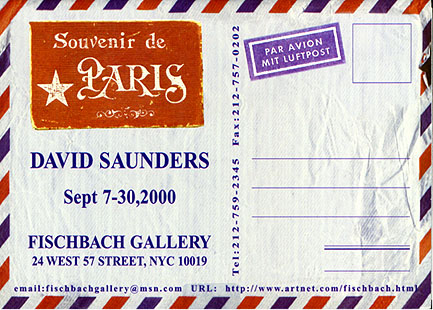 Souvenir de
PARIS
DAVID SAUNDERS
Sept 7-30,2000
FISCHBACH GALLERY
24 WEST 57 STREET, NYC 10019
Tel:212-759-2345 Fax:212-757-0202
PAR AVION
MIT LUFTPOST
email:fischbachgallery@msn.com URL: http://www.artnet.com/fischbach.html